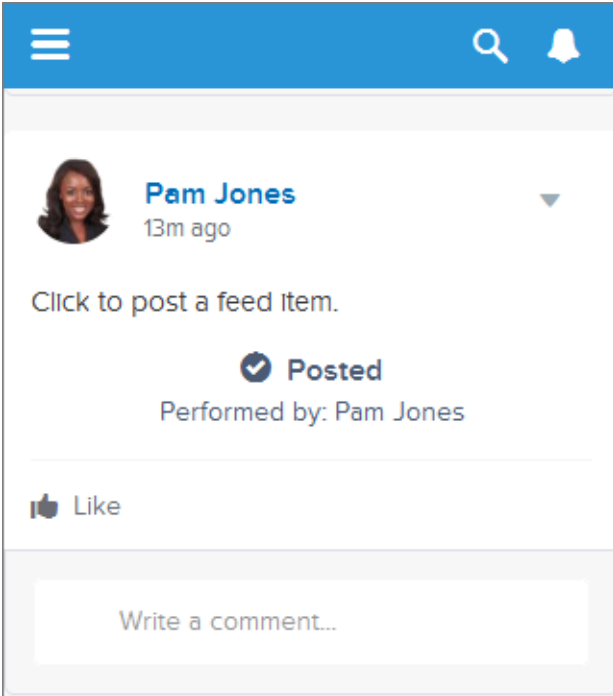 Pam Jones
13m ago
Click to post a feed item.
Posted
Performed by: Pam Jones
Like
Write a comment...